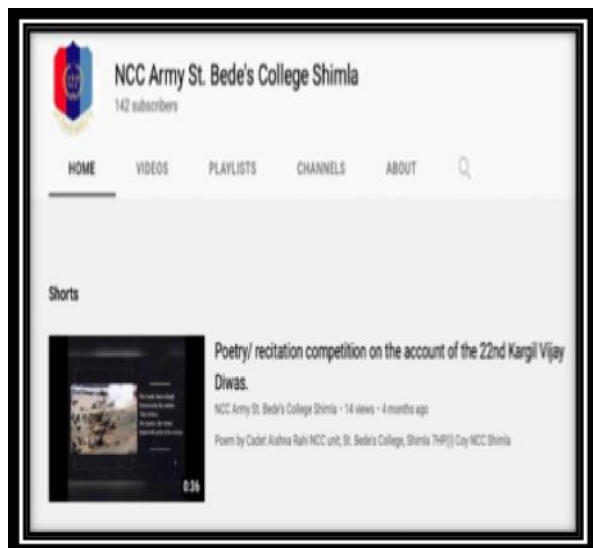 NCC Army St. Bede's College Shimla
142 subscribers
HOME VIDEOS PLAYLISTS CHANNELS ABOUT
Shorts
Poetry/ recitation competition on the account of the 22nd Kargil Vijay
Diwas.
NCC Army St. Bede's College Shimla • 14 views • 4 months ago
Poem by Cadet Aishna Rahi NCC unit, St. Bede's College, Shimla 7HP(I) Coy NCC Shimla
0:36